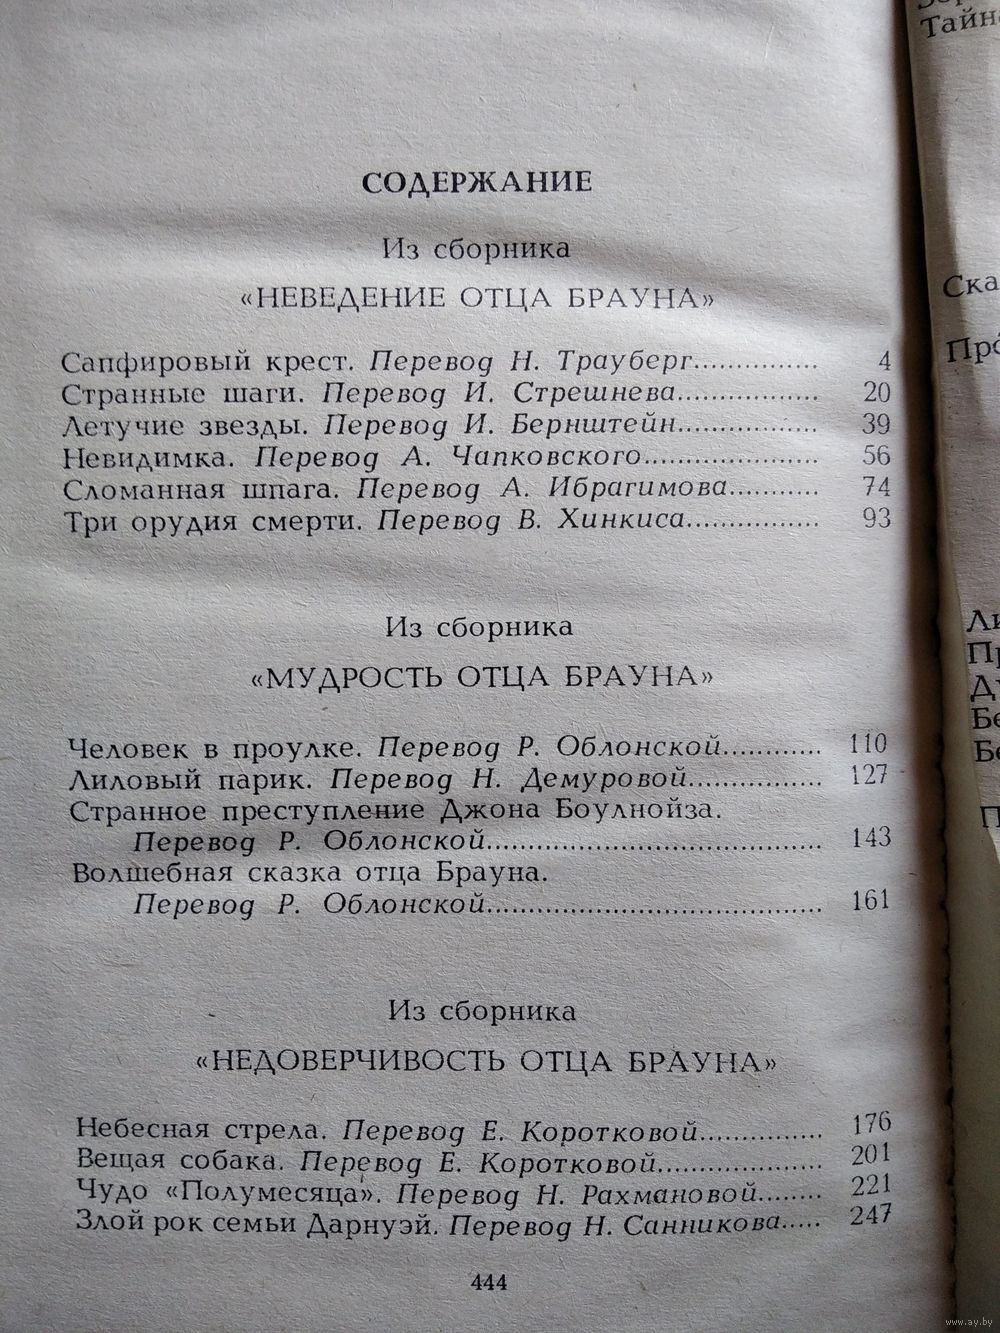 СОДЕРЖАНИЕ
Из сборника
«НЕВЕДЕНИЕ ОТЦА БРАУНА»
Сапфировый крест. Перевод Н. Трауберг............... 4
Странные шаги. Перевод И. Стрешнева................. 20
Летучие звезды. Перевод И. Бернштейн................. 39
Невидимка. Перевод А. Чапковского..................... 56
Сломанная шпага. Перевод А. Ибрагимова........... 74
Три орудия смерти. Перевод В. Хинкиса................ 93
Из сборника
«МУДРОСТЬ ОТЦА БРАУНА»
Человек в проулке. Перевод Р. Облонской............ 110
Лиловый парик. Перевод Н. Демуровой................ 127
Странное преступление Джона Боулнойза.
Перевод Р. Облонской......................................... 143
Волшебная сказка отца Брауна.
Перевод Р. Облонской......................................... 161
Из сборника
«НЕДОВЕРЧИВОСТЬ ОТЦА БРАУНА»
Небесная стрела. Перевод Е. Коротковой............... 176
Вещая собака. Перевод Е. Коротковой.................... 201
Чудо «Полумесяца». Перевод Н. Рахмановой........ 221
Злой рок семьи Дарнуэй. Перевод Н. Санникова..... 247
444
www.ay.by